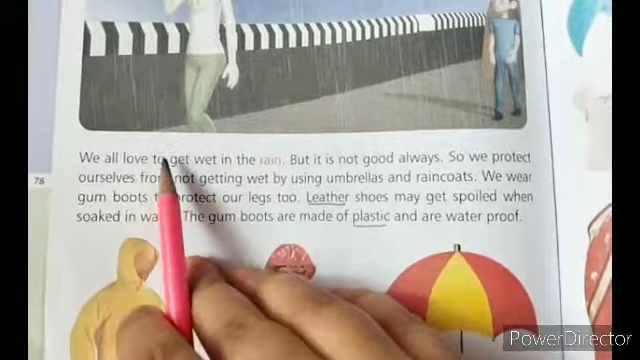 We all love to get wet in the rain. But it is not good always. So we protect
ourselves from not getting wet by using umbrellas and raincoats. We wear
gum boots protect our legs too. Leather shoes may get spoiled when
soaked in The gum boots are made of plastic and are water proof.
78
PowerDirector